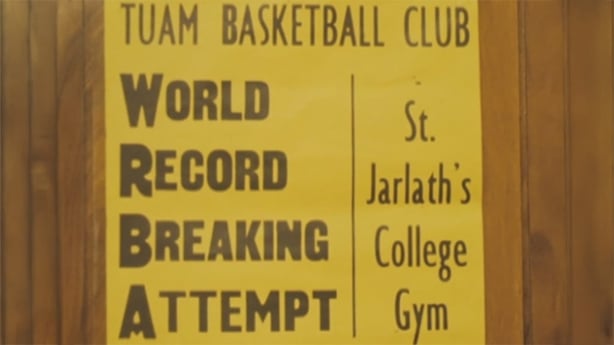 TUAM BASKETBALL CLUB
WORLD
RECORD
BREAKING
ATTEMPT
St.
Jarlath's
College
Gym